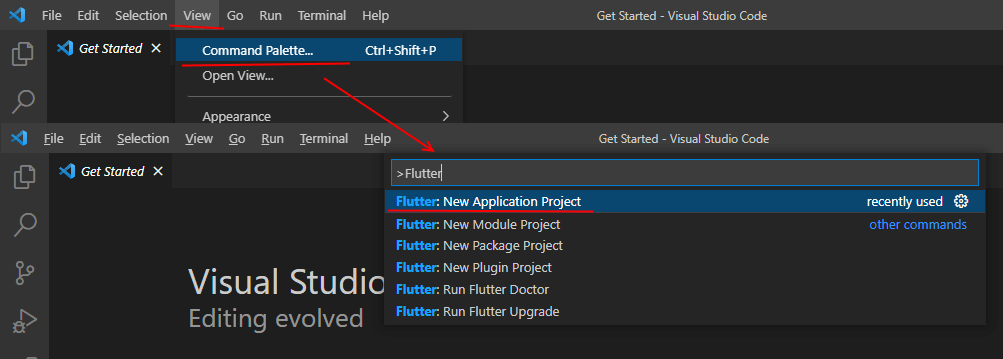 File Edit Selection View Go Run Terminal Help Get Started - Visual Studio Code
Get Started
Command Palette... Ctrl+Shift+P
Open View...
Appearance
File Edit Selection View Go Run Terminal Help Get Started - Visual Studio Code
Get Started
>Flutter
Flutter: New Application Project recently used
Flutter: New Module Project other commands
Flutter: New Package Project
Flutter: New Plugin Project
Flutter: Run Flutter Doctor
Flutter: Run Flutter Upgrade
Visual Studio
Editing evolved